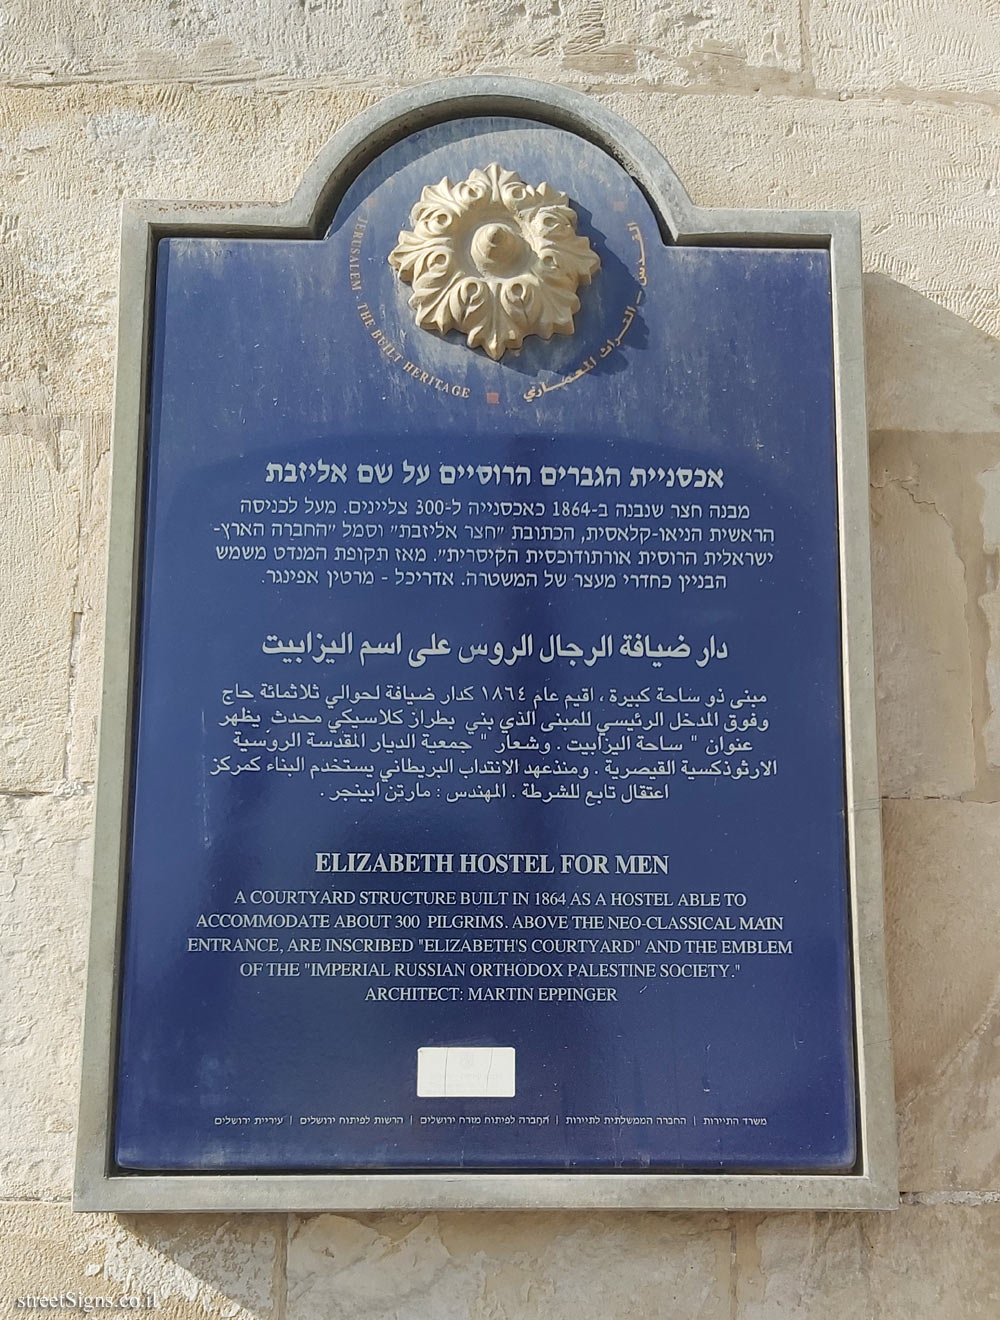 JERUSALEM · THE BUILT HERITAGE
القدس – التراث المعماري
אכסניית הגברים הרוסיים על שם אליזבת
מבנה חצר שנבנה ב-1864 כאכסנייה ל-300 צליינים. מעל לכניסה
הראשית הניאו-קלאסית, הכתובת "חצר אליזבת" וסמל "החברה הארץ-
ישראלית הרוסית אורתודוכסית הקיסרית". מאז תקופת המנדט משמש
הבניין כחדרי מעצר של המשטרה. אדריכל - מרטין אפינגר.
دار ضيافة الرجال الروس على اسم اليزابيت
مبنى ذو ساحة كبيرة ، اقيم عام ١٨٦٤ كدار ضيافة لحوالي ثلاثمائة حاج
وفوق المدخل الرئيسي للمبنى الذي بني بطراز كلاسيكي محدث يظهر
عنوان " ساحة اليزابيت . وشعار " جمعية الديار المقدسة الروسية
الارثوذكسية القيصرية . ومنذعهد الانتداب البريطاني يستخدم البناء كمركز
اعتقال تابع للشرطة . المهندس : مارتن ابينجر .
ELIZABETH HOSTEL FOR MEN
A COURTYARD STRUCTURE BUILT IN 1864 AS A HOSTEL ABLE TO
ACCOMMODATE ABOUT 300 PILGRIMS. ABOVE THE NEO-CLASSICAL MAIN
ENTRANCE, ARE INSCRIBED "ELIZABETH'S COURTYARD" AND THE EMBLEM
OF THE "IMPERIAL RUSSIAN ORTHODOX PALESTINE SOCIETY."
ARCHITECT: MARTIN EPPINGER
משרד התיירות | החברה הממשלתית לתיירות | החברה לפיתוח מזרח ירושלים | הרשות לפיתוח ירושלים | עיריית ירושלים
streetSigns.co.il